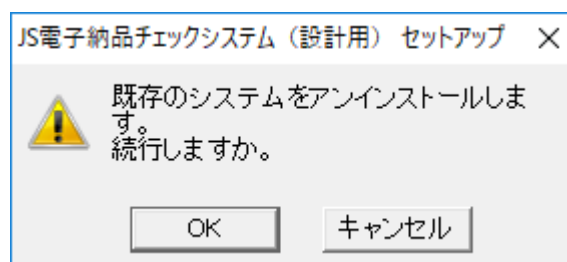 JS電子納品チェックシステム（設計用） セットアップ
既存のシステムをアンインストールしま
す。
続行しますか。
OK
キャンセル